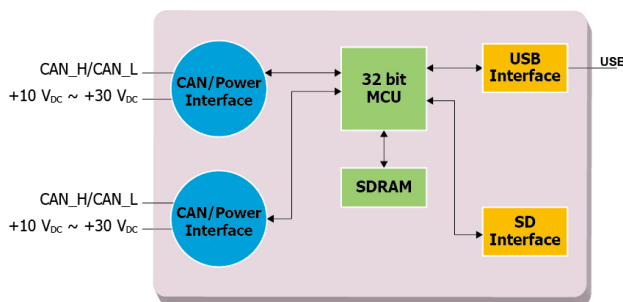 CAN_H/CAN_L
+10 VDC ~ +30 VDC
CAN/Power
Interface
32 bit
MCU
USB
Interface
USB
SDRAM
CAN_H/CAN_L
+10 VDC ~ +30 VDC
CAN/Power
Interface
SD
Interface